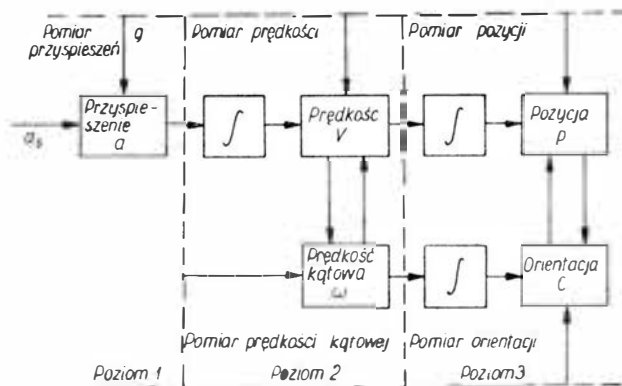 Pomiar przyspieszeń
g
Pomiar prędkości
Pomiar pozycji
Przyspie-
szenie
a
∫
Prędkość
V
∫
Pozycja
p
a_s
Prędkość
kątowa
ω
∫
Orientacja
C
Pomiar prędkości kątowej
Pomiar orientacji
Poziom 1
Poziom 2
Poziom 3